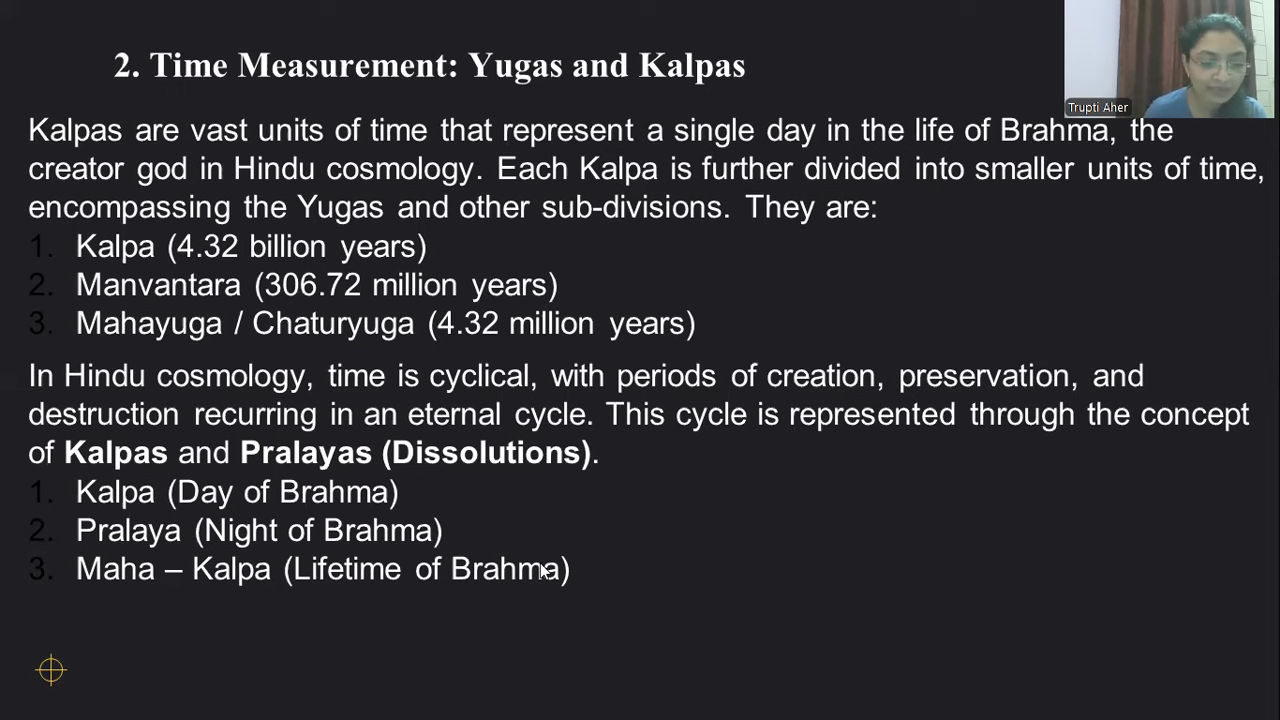 2. Time Measurement: Yugas and Kalpas
Trupti Aher
Kalpas are vast units of time that represent a single day in the life of Brahma, the
creator god in Hindu cosmology. Each Kalpa is further divided into smaller units of time,
encompassing the Yugas and other sub-divisions. They are:
1. Kalpa (4.32 billion years)
2. Manvantara (306.72 million years)
3. Mahayuga / Chaturyuga (4.32 million years)
In Hindu cosmology, time is cyclical, with periods of creation, preservation, and
destruction recurring in an eternal cycle. This cycle is represented through the concept
of Kalpas and Pralayas (Dissolutions).
1. Kalpa (Day of Brahma)
2. Pralaya (Night of Brahma)
3. Maha – Kalpa (Lifetime of Brahma)